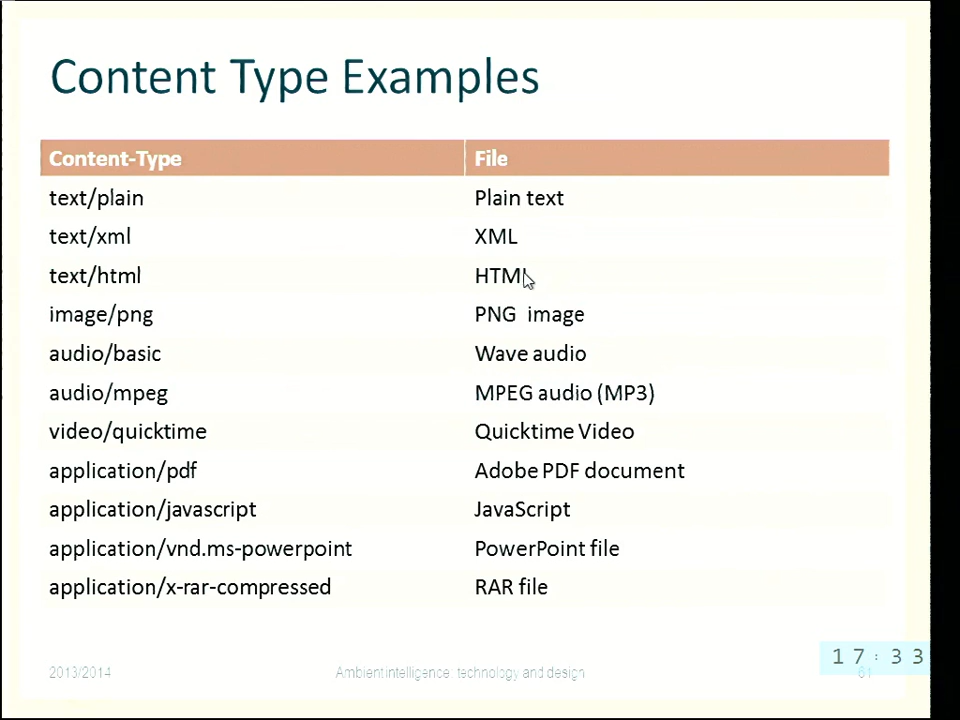 Content Type Examples
Content-Type File
text/plain Plain text
text/xml XML
text/html HTML
image/png PNG image
audio/basic Wave audio
audio/mpeg MPEG audio (MP3)
video/quicktime Quicktime Video
application/pdf Adobe PDF document
application/javascript JavaScript
application/vnd.ms-powerpoint PowerPoint file
application/x-rar-compressed RAR file
17:33
2013/2014 Ambient intelligence: technology and design 61